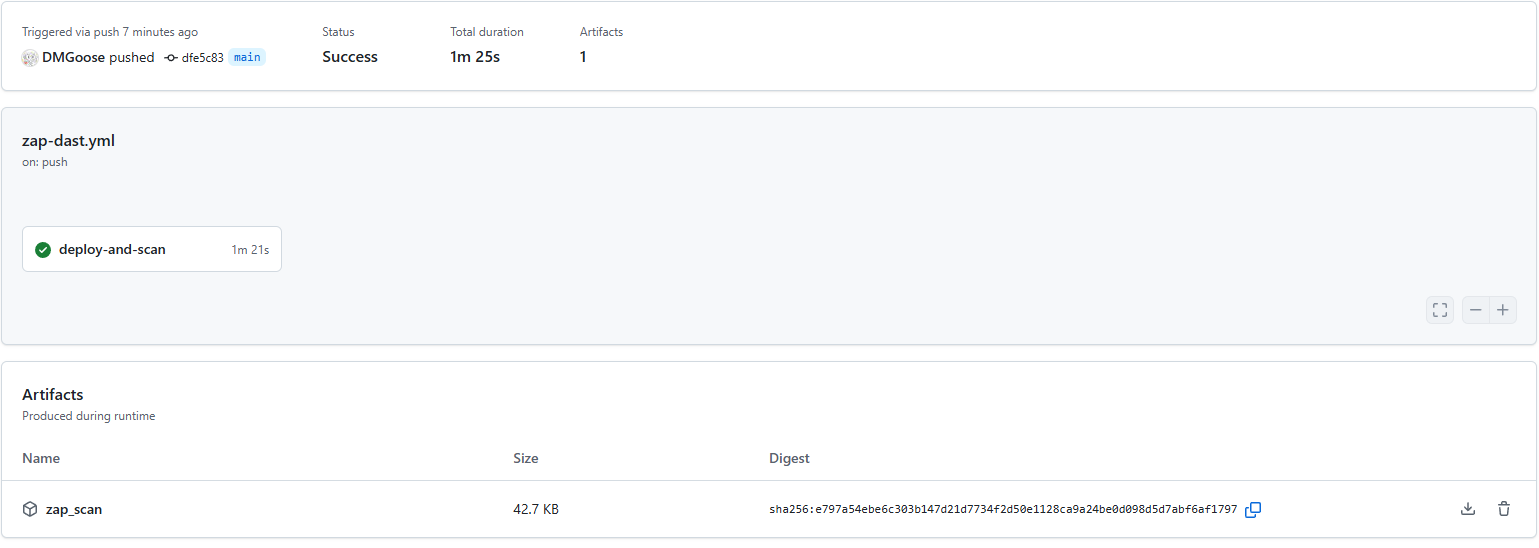 Triggered via push 7 minutes ago
Status
Total duration
Artifacts
DMGoose pushed dfe5c83 main
Success
1m 25s
1
zap-dast.yml
on: push
deploy-and-scan 1m 21s
Artifacts
Produced during runtime
Name Size Digest
zap_scan 42.7 KB sha256:e797a54ebe6c303b147d21d7734f2d50e1128ca9a24be0d098d5d7abf6af1797